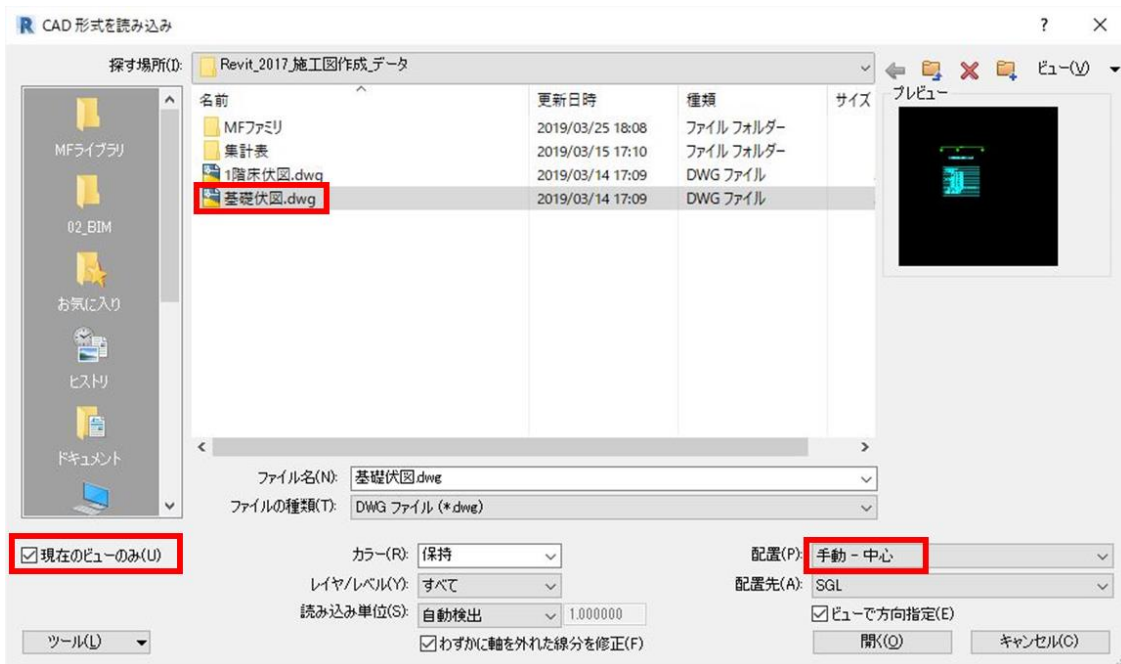 CAD 形式を読み込み
探す場所(I):
Revit_2017_施工図作成_データ
ビュー(V)
名前
更新日時
種類
サイズ
プレビュー
MFライブラリ
02_BIM
お気に入り
ヒストリ
ドキュメント
MFファミリ 2019/03/25 18:08 ファイル フォルダー
集計表 2019/03/15 17:10 ファイル フォルダー
1階床伏図.dwg 2019/03/14 17:09 DWG ファイル
基礎伏図.dwg 2019/03/14 17:09 DWG ファイル
ファイル名(N): 基礎伏図.dwg
ファイルの種類(T): DWG ファイル (*.dwg)
現在のビューのみ(U)
カラー(R): 保持
配置(P): 手動 - 中心
レイヤ/レベル(Y): すべて
配置先(A): SGL
読み込み単位(S): 自動検出 1.000000
ビューで方向指定(E)
ツール(L)
わずかに軸を外れた線分を修正(F)
開く(O)
キャンセル(C)